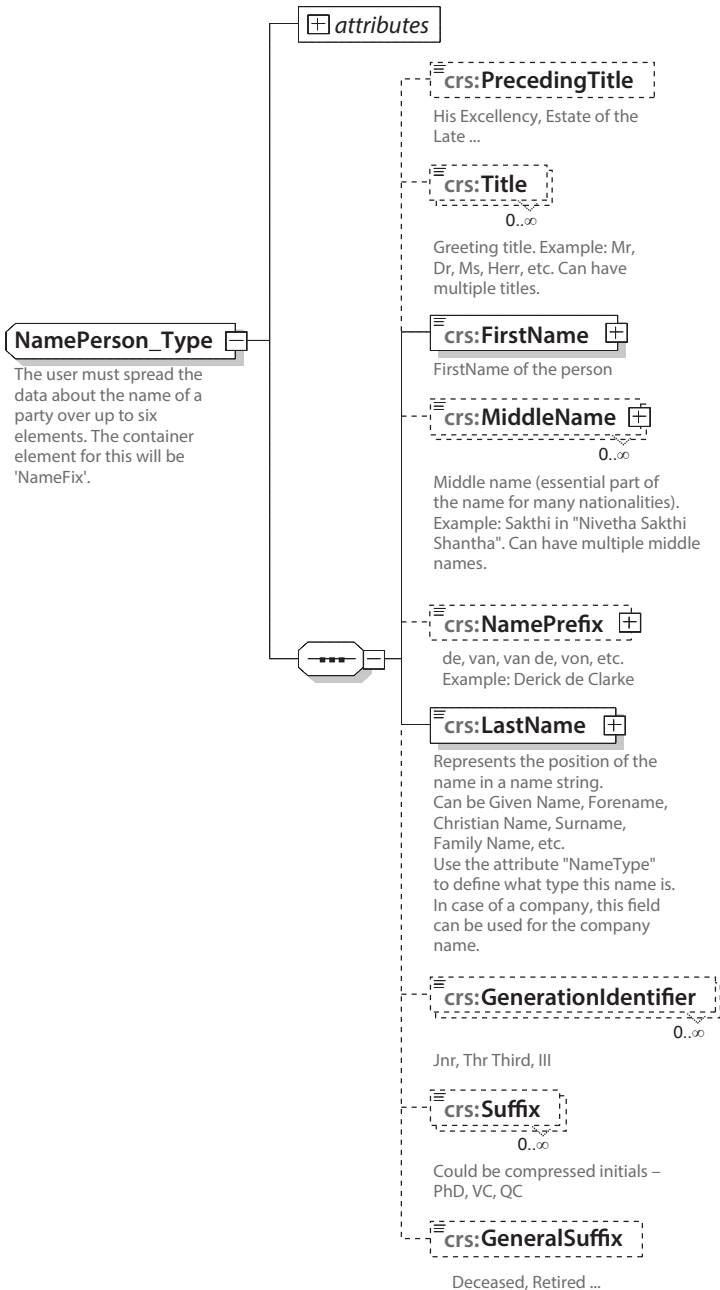 attributes
crs:PrecedingTitle
His Excellency, Estate of the
Late ...
crs:Title
0..∞
Greeting title. Example: Mr,
Dr, Ms, Herr, etc. Can have
multiple titles.
NamePerson_Type
The user must spread the
data about the name of a
party over up to six
elements. The container
element for this will be
'NameFix'.
crs:FirstName
FirstName of the person
crs:MiddleName
0..∞
Middle name (essential part of
the name for many nationalities).
Example: Sakthi in "Nivetha Sakthi
Shantha". Can have multiple middle
names.
crs:NamePrefix
de, van, van de, von, etc.
Example: Derick de Clarke
crs:LastName
Represents the position of the
name in a name string.
Can be Given Name, Forename,
Christian Name, Surname,
Family Name, etc.
Use the attribute "NameType"
to define what type this name is.
In case of a company, this field
can be used for the company
name.
crs:GenerationIdentifier
0..∞
Jnr, Thr Third, III
crs:Suffix
0..∞
Could be compressed initials –
PhD, VC, QC
crs:GeneralSuffix
Deceased, Retired ...